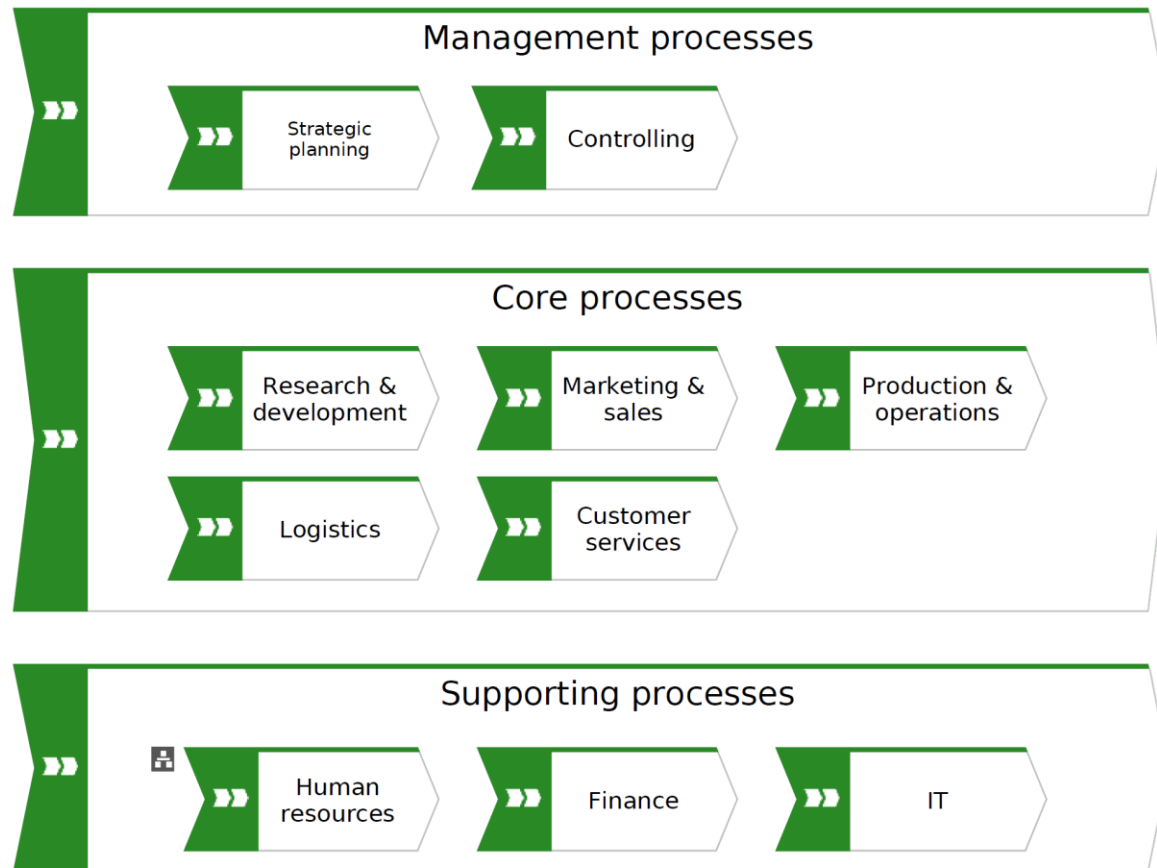 Management processes
Strategic
planning
Controlling
Core processes
Research &
development
Marketing &
sales
Production &
operations
Logistics
Customer
services
Supporting processes
Human
resources
Finance
IT